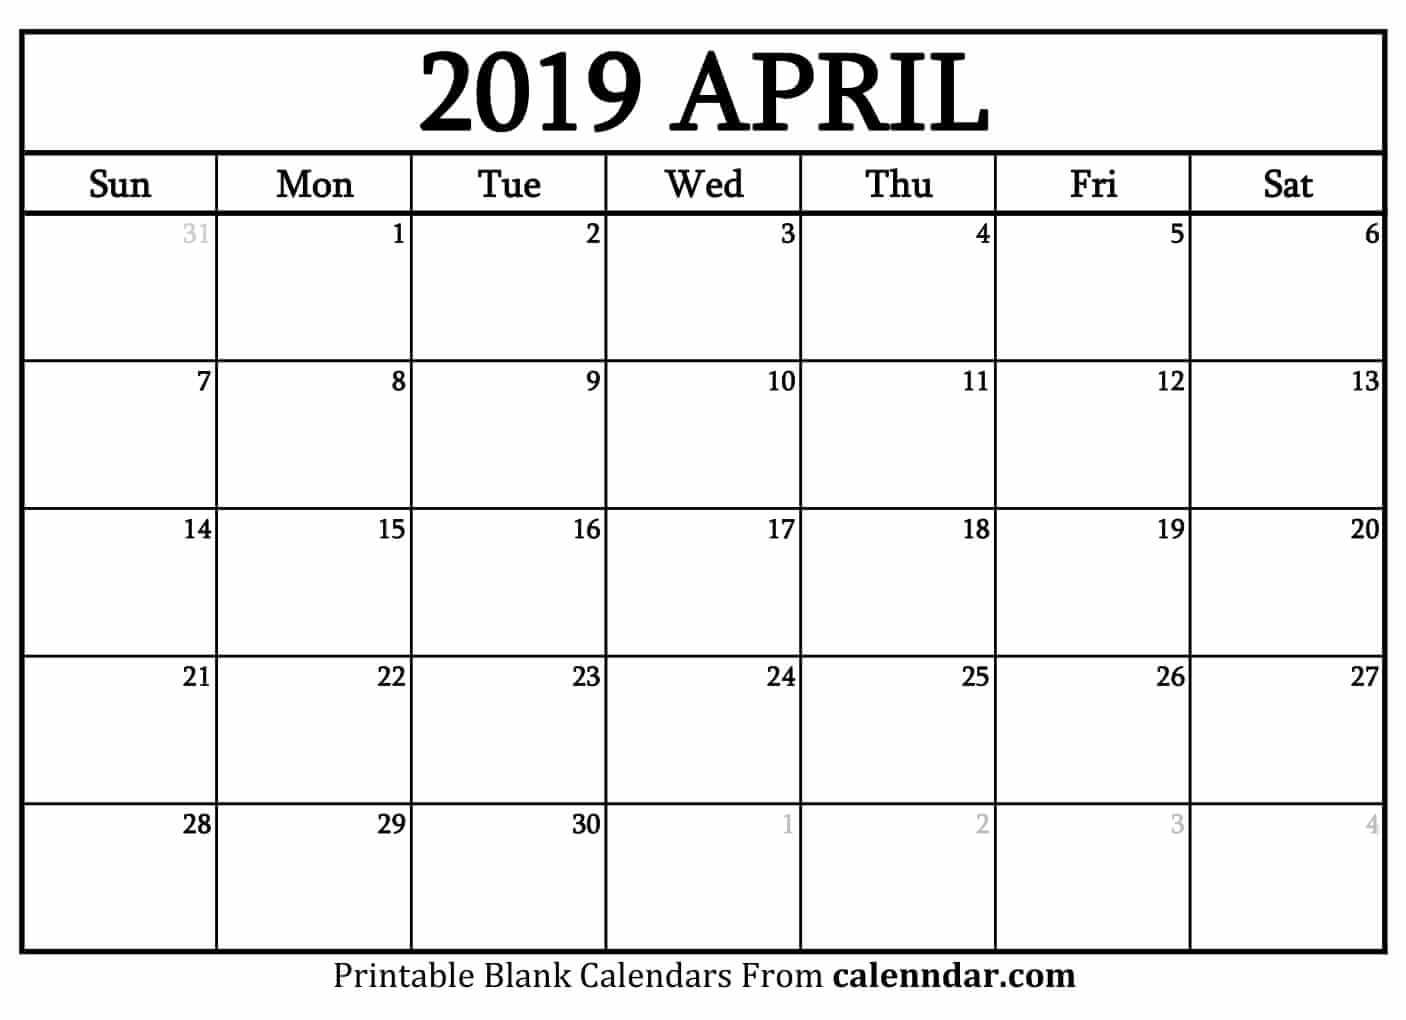 2019 APRIL
Sun Mon Tue Wed Thu Fri Sat
31 1 2 3 4 5 6
7 8 9 10 11 12 13
14 15 16 17 18 19 20
21 22 23 24 25 26 27
28 29 30 1 2 3 4
Printable Blank Calendars From calenndar.com